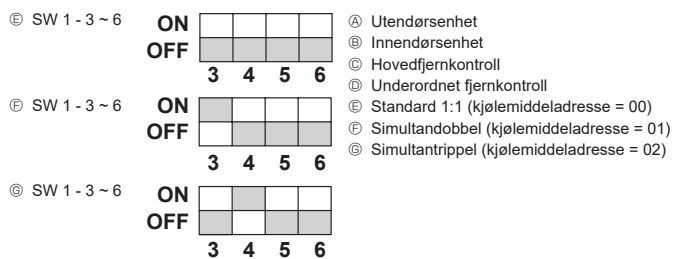 Ⓔ SW 1 - 3 ~ 6
ON
OFF
3 4 5 6
Ⓕ SW 1 - 3 ~ 6
ON
OFF
3 4 5 6
Ⓖ SW 1 - 3 ~ 6
ON
OFF
3 4 5 6
Ⓐ Utendørsenhet
Ⓑ Innendørsenhet
Ⓒ Hovedfjernkontroll
Ⓓ Underordnet fjernkontroll
Ⓔ Standard 1:1 (kjølemiddeladresse = 00)
Ⓕ Simultandobbel (kjølemiddeladresse = 01)
Ⓖ Simultantrippel (kjølemiddeladresse = 02)